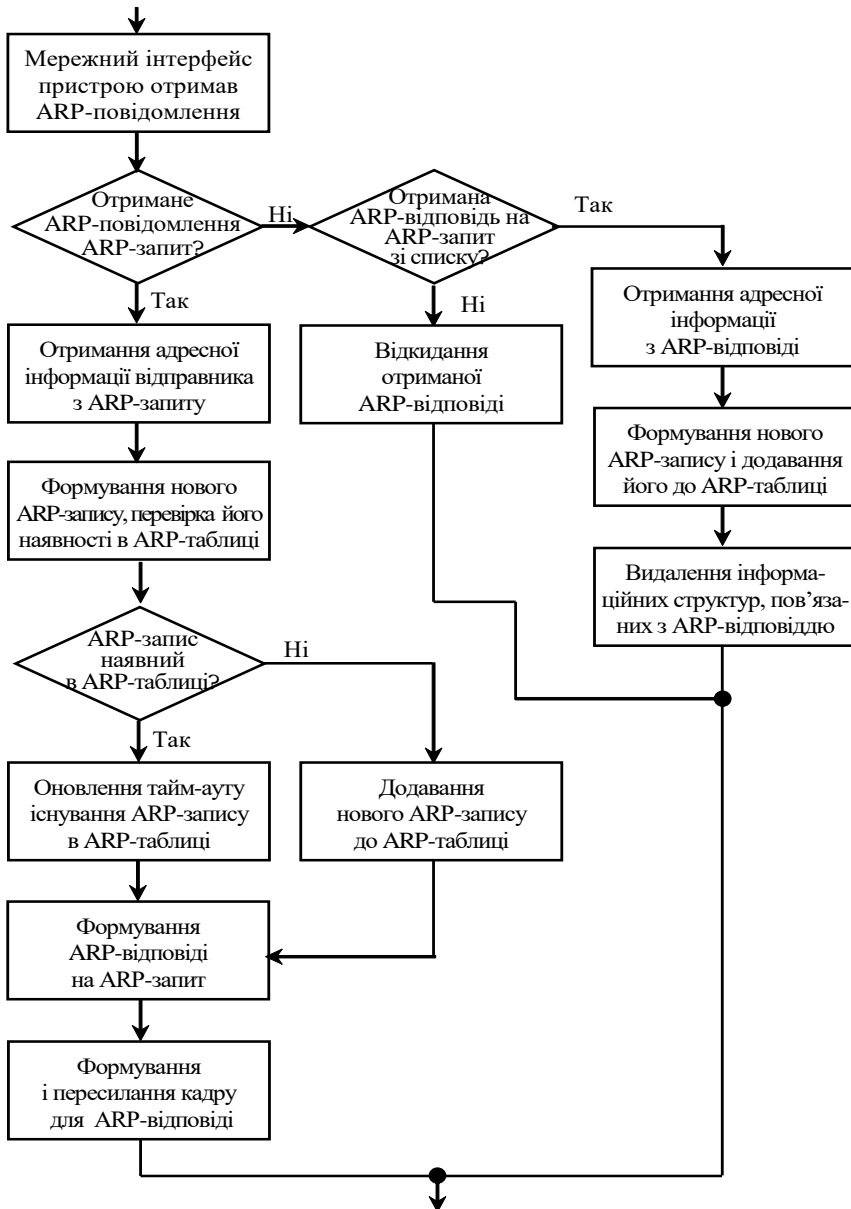 Мережний інтерфейс
пристрою отримав
ARP-повідомлення
Отримане
ARP-повідомлення
ARP-запит?
Ні
Отримана
ARP-відповідь на
ARP-запит
зі списку?
Так
Так
Ні
Отримання адресної
інформації відправника
з ARP-запиту
Відкидання
отриманої
ARP-відповіді
Отримання адресної
інформації
з ARP-відповіді
Формування нового
ARP-запису, перевірка його
наявності в ARP-таблиці
Формування нового
ARP-запису і додавання
його до ARP-таблиці
Видалення інформа-
ційних структур, пов’яза-
них з ARP-відповіддю
ARP-запис
наявний
в ARP-таблиці?
Ні
Так
Оновлення тайм-ауту
існування ARP-запису
в ARP-таблиці
Додавання
нового ARP-запису
до ARP-таблиці
Формування
ARP-відповіді
на ARP-запит
Формування
і пересилання кадру
для ARP-відповіді